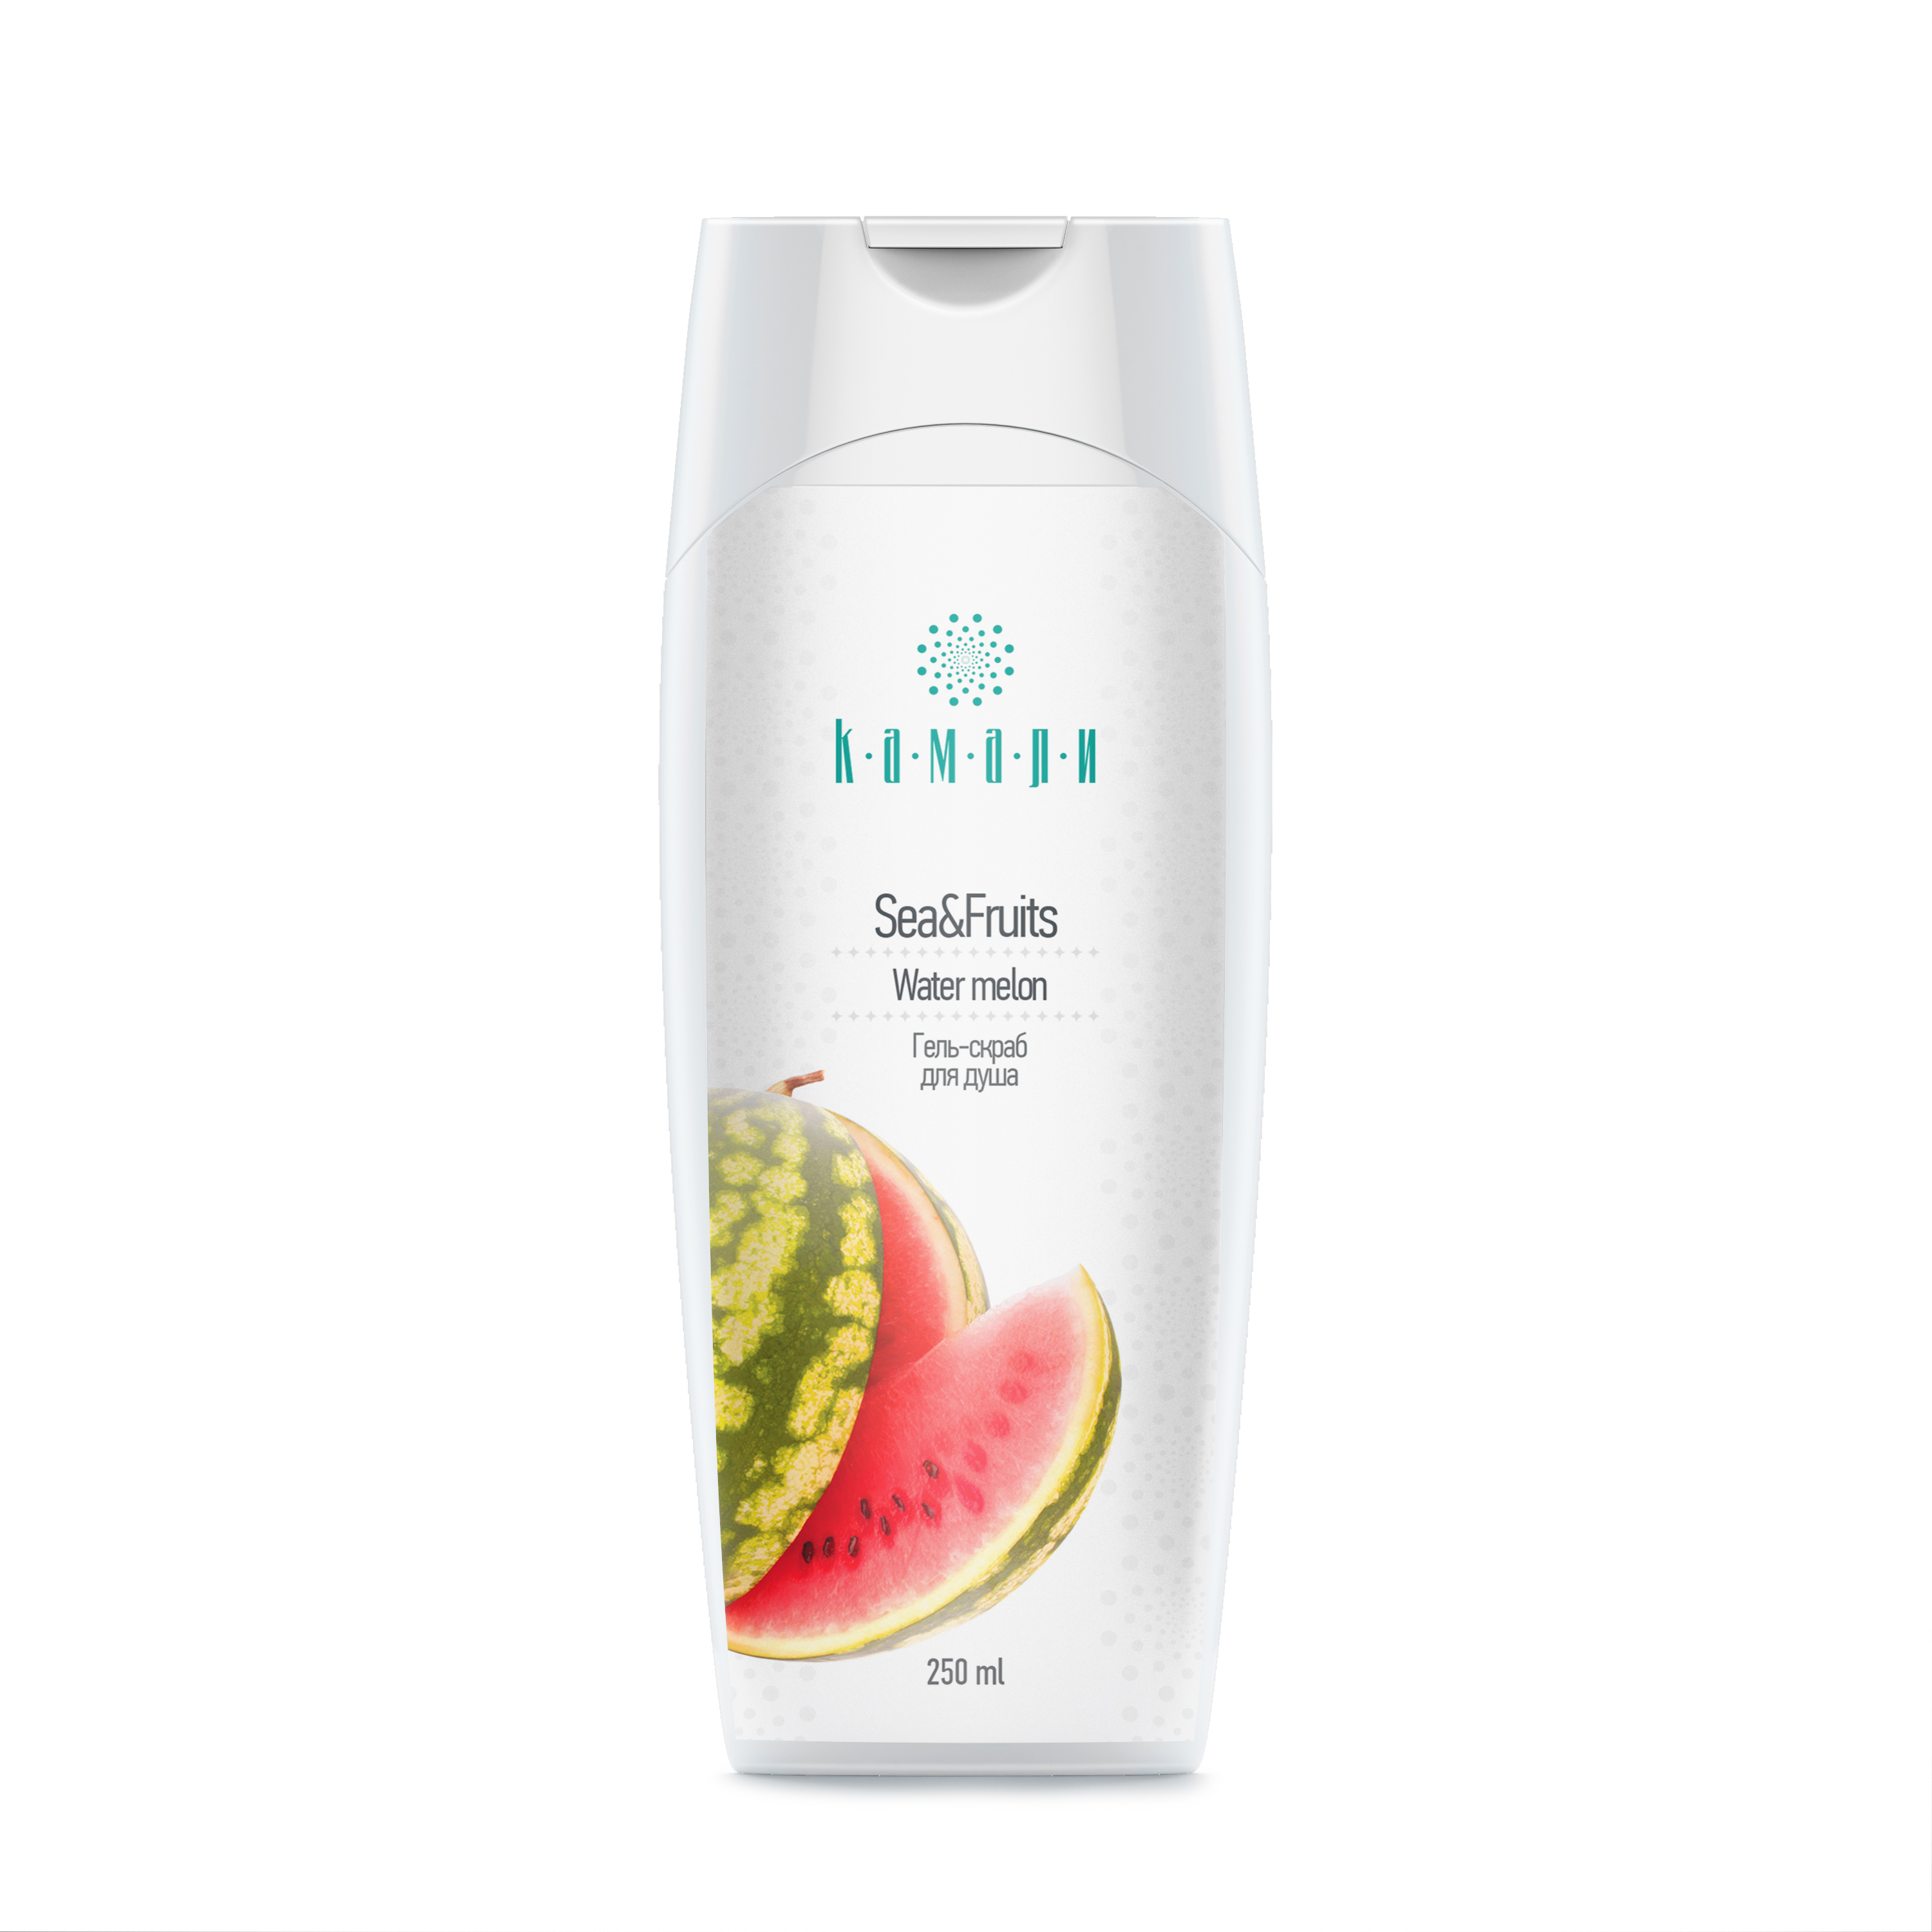 к·а·м·а·л·и
Sea&Fruits
Water melon
Гель-скраб
для душа
250 ml